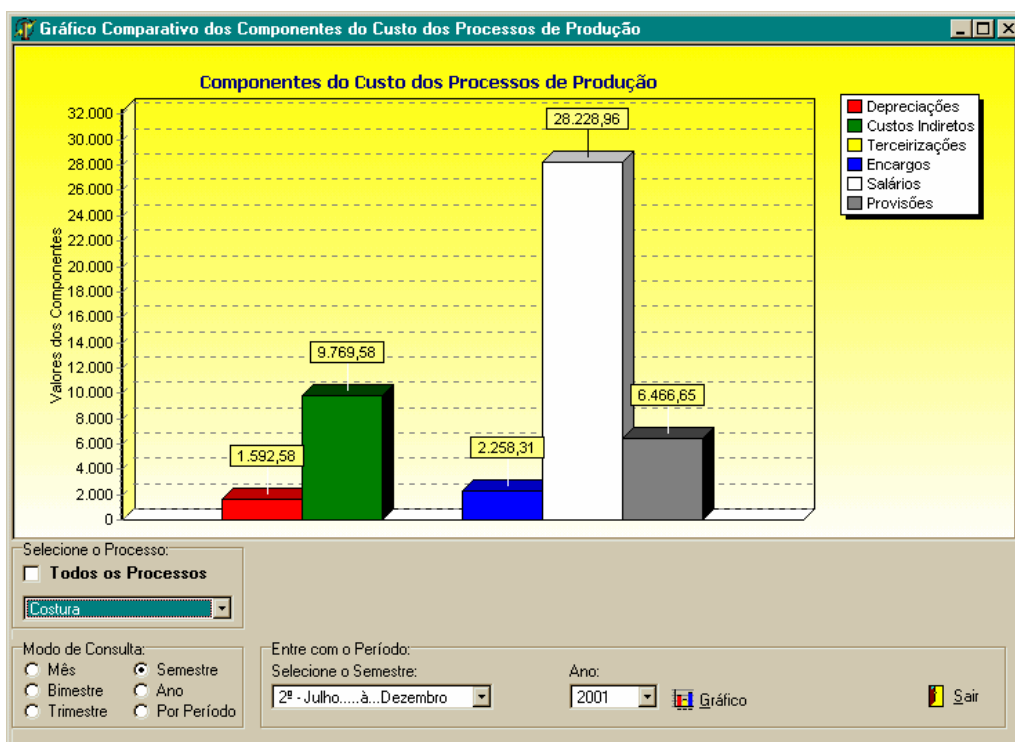 Gráfico Comparativo dos Componentes do Custo dos Processos de Produção
Componentes do Custo dos Processos de Produção
Valores dos Componentes
32.000
30.000
28.000
26.000
24.000
22.000
20.000
18.000
16.000
14.000
12.000
10.000
8.000
6.000
4.000
2.000
0
1.592,58
9.769,58
2.258,31
28.228,96
6.466,65
Depreciações
Custos Indiretos
Terceirizações
Encargos
Salários
Provisões
Selecione o Processo:
Todos os Processos
Costura
Modo de Consulta:
Mês
Semestre
Bimestre
Ano
Trimestre
Por Período
Entre com o Período:
Selecione o Semestre:
Ano:
2º - Julho.....à...Dezembro
2001
Gráfico
Sair